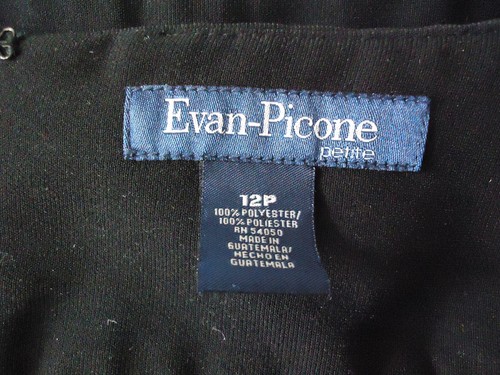 Evan-Picone
petite
12P
100% POLYESTER/
100% POLIESTER
RN 54050
MADE IN
GUATEMALA/
HECHO EN
GUATEMALA